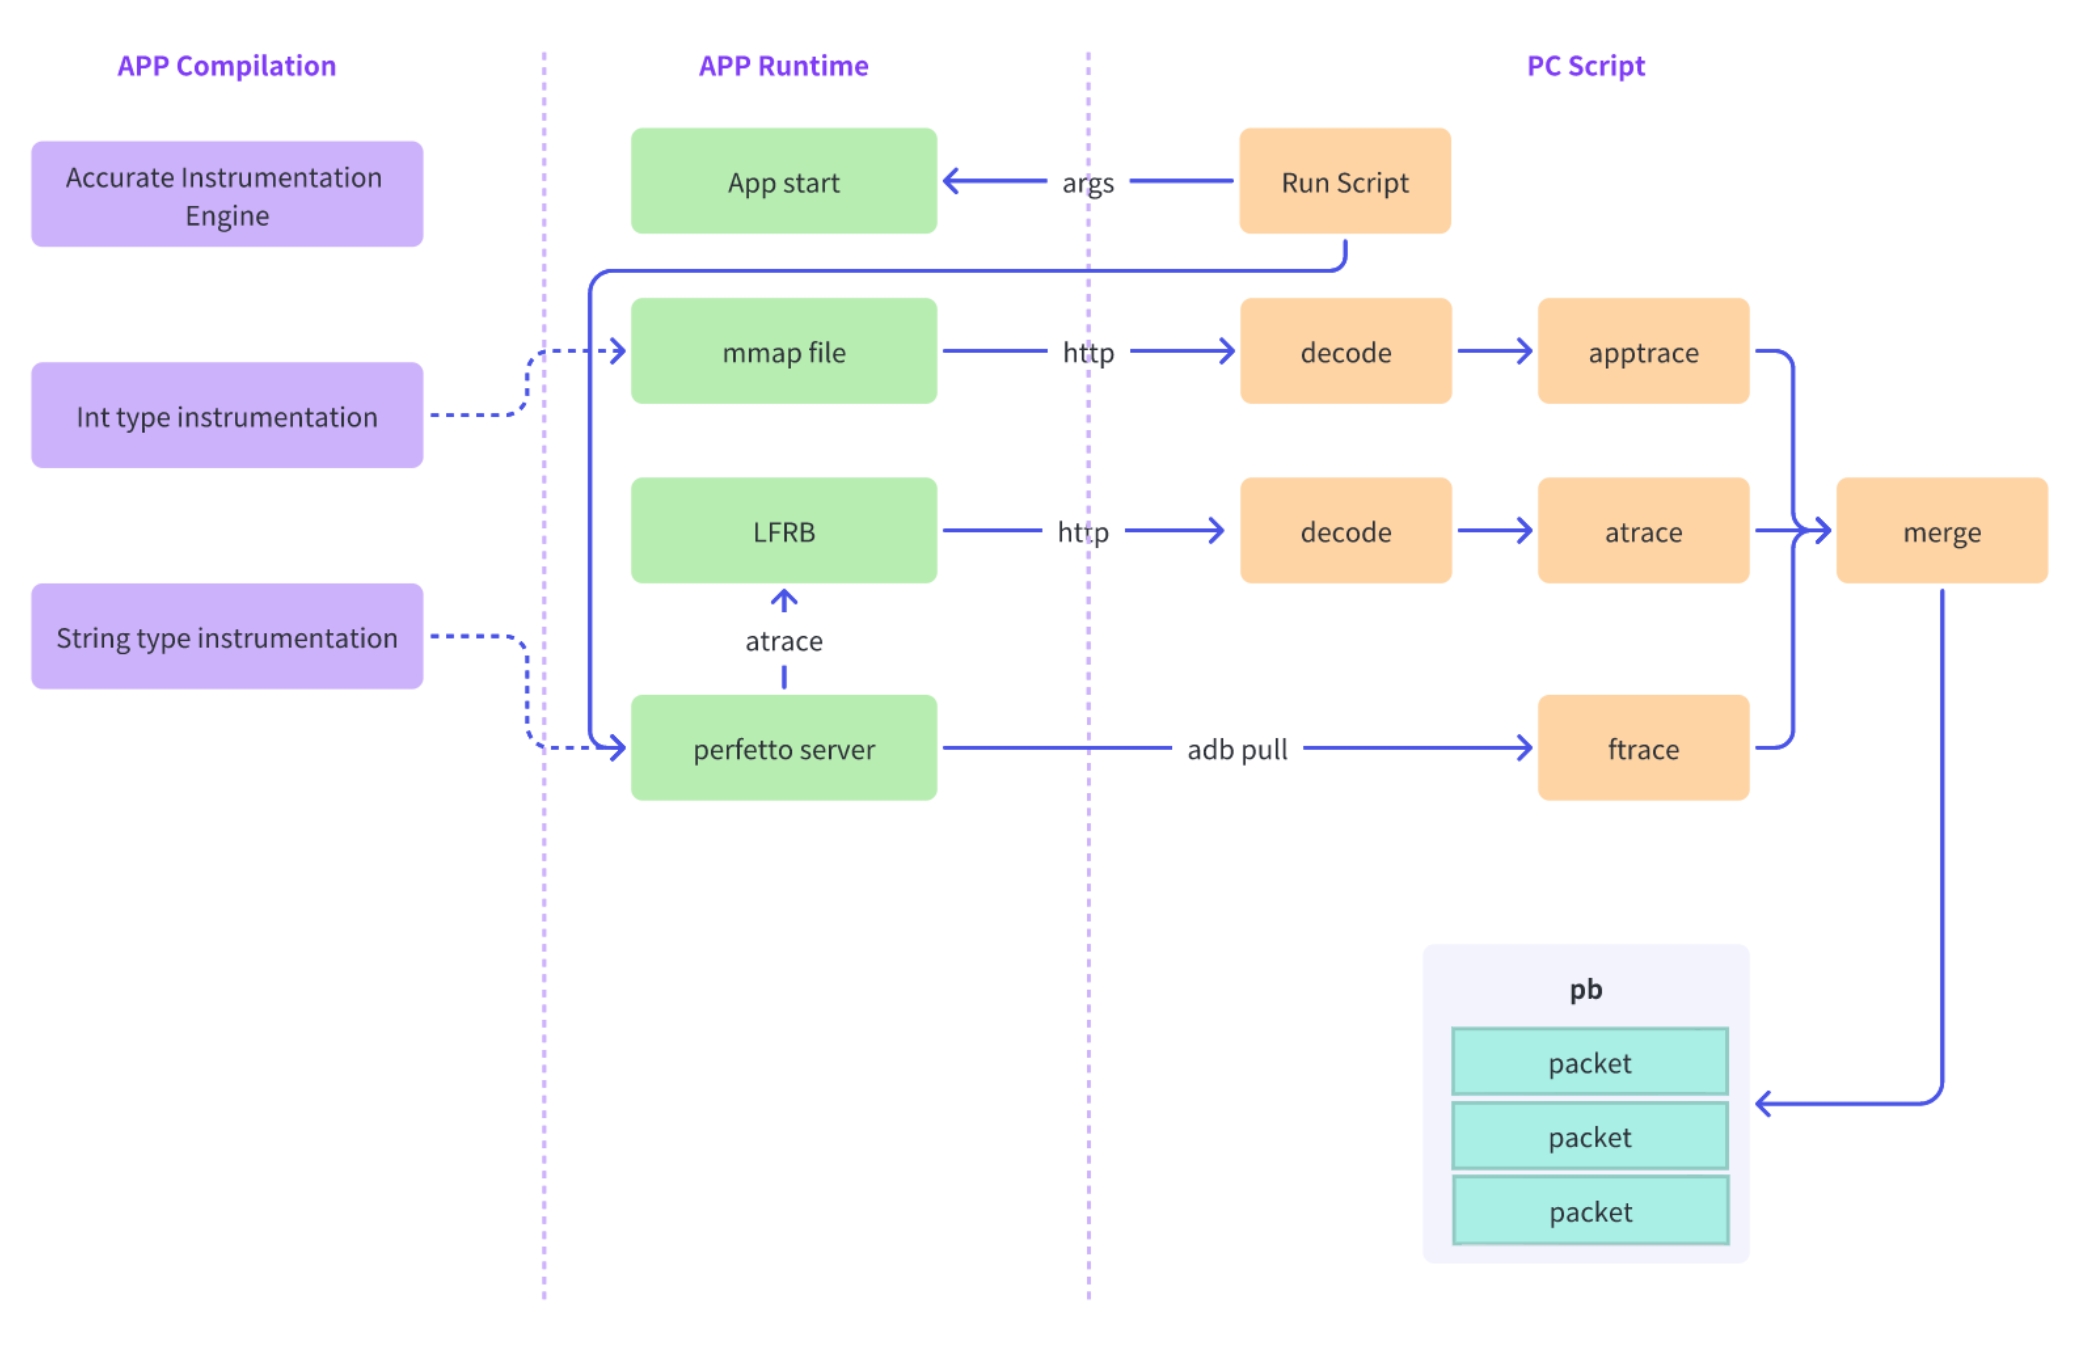 APP Compilation
APP Runtime
PC Script
Accurate Instrumentation
Engine
App start
args
Run Script
Int type instrumentation
mmap file
http
decode
apptrace
LFRB
http
decode
atrace
merge
String type instrumentation
atrace
perfetto server
adb pull
ftrace
pb
packet
packet
packet